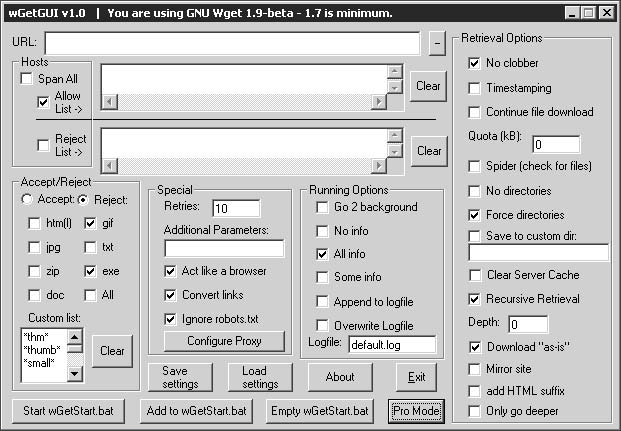 wGetGUI v1.0 | You are using GNU Wget 1.9-beta - 1.7 is minimum.
URL:
-
Hosts
Span All
Allow
List ->
Clear
Reject
List ->
Clear
Accept/Reject
Accept:
Reject:
htm(l)
gif
jpg
txt
zip
exe
doc
All
Custom list:
*thm*
*thumb*
*small*
Clear
Special
Retries:
10
Additional Parameters:
Act like a browser
Convert links
Ignore robots.txt
Configure Proxy
Running Options
Go 2 background
No info
All info
Some info
Append to logfile
Overwrite Logfile
Logfile:
default.log
Retrieval Options
No clobber
Timestamping
Continue file download
Quota (kB):
0
Spider (check for files)
No directories
Force directories
Save to custom dir:
Clear Server Cache
Recursive Retrieval
Depth:
0
Download "as-is"
Mirror site
add HTML suffix
Only go deeper
Save
settings
Load
settings
About
Exit
Start wGetStart.bat
Add to wGetStart.bat
Empty wGetStart.bat
Pro Mode